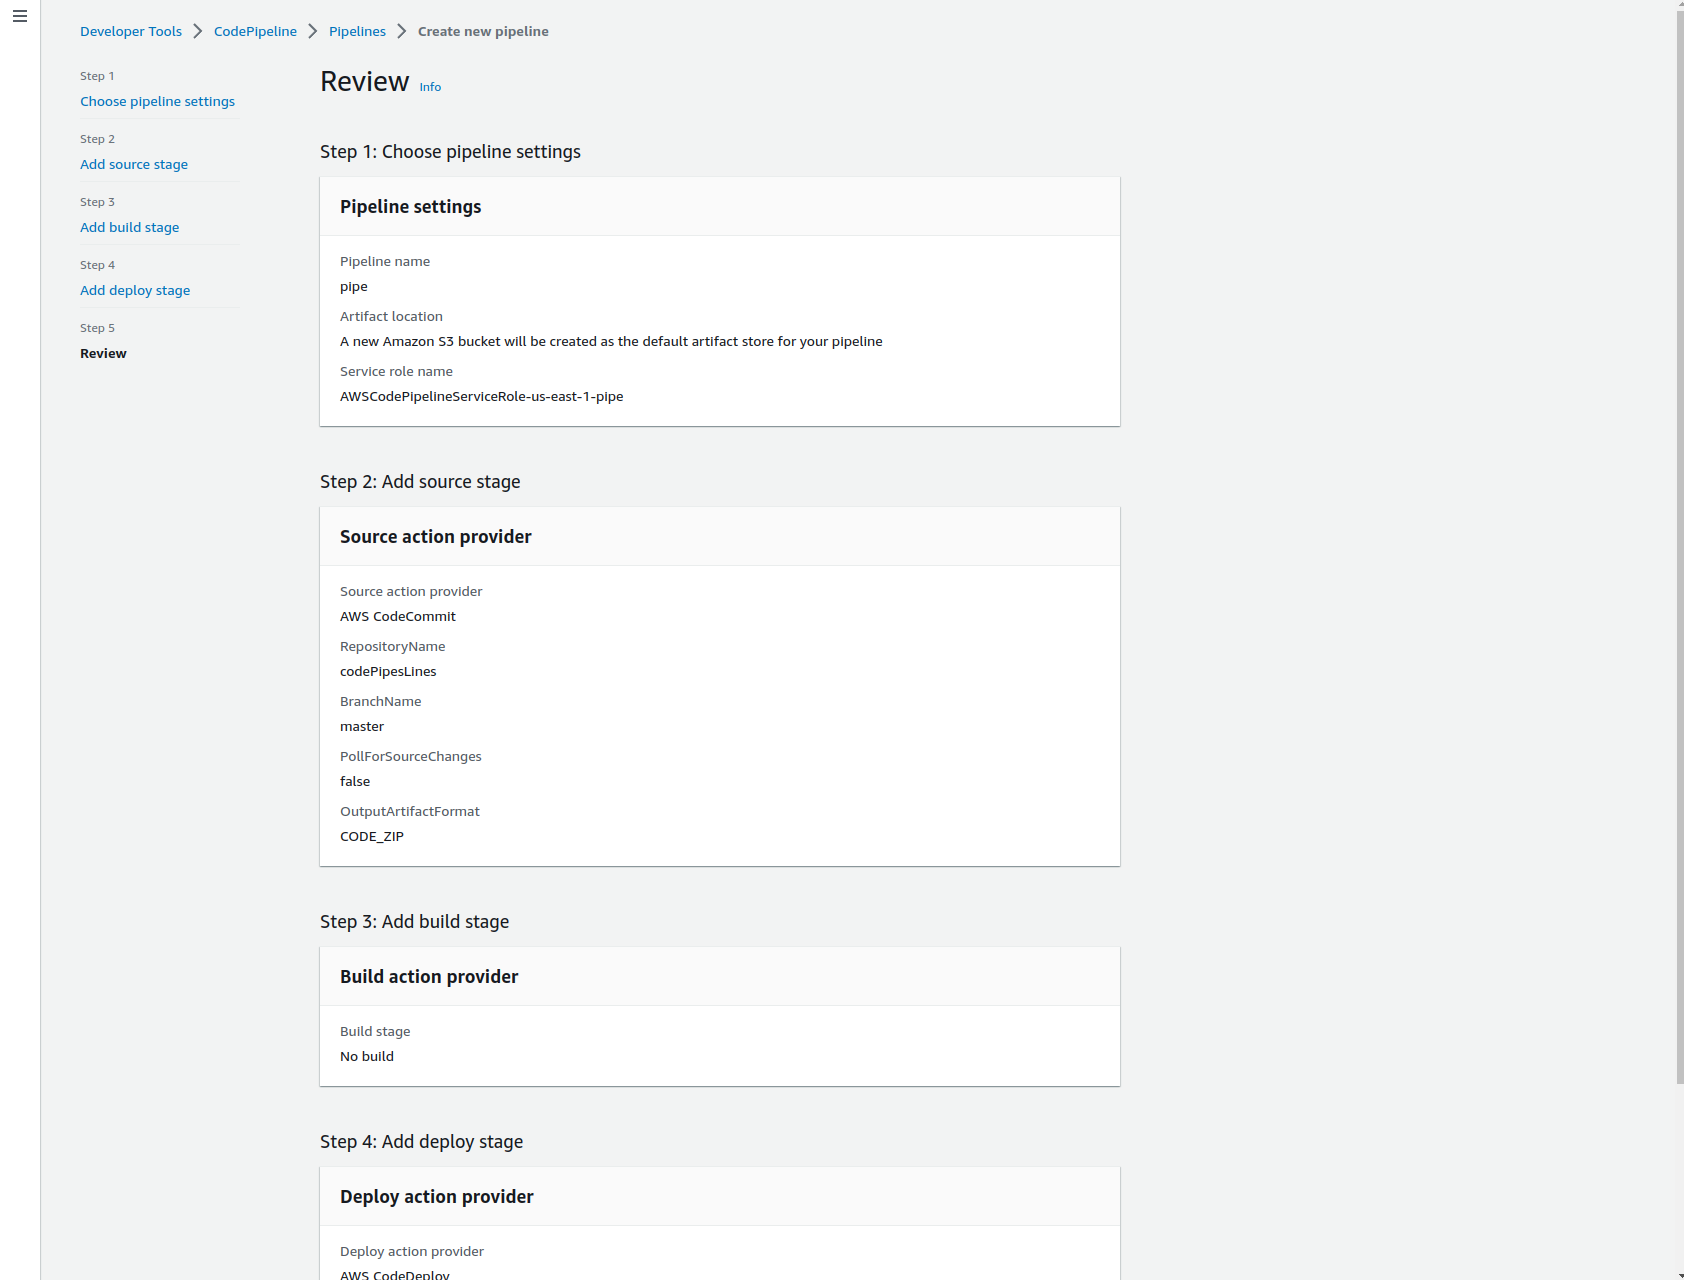 Developer Tools > CodePipeline > Pipelines > Create new pipeline
Step 1
Choose pipeline settings
Step 2
Add source stage
Step 3
Add build stage
Step 4
Add deploy stage
Step 5
Review
Review Info
Step 1: Choose pipeline settings
Pipeline settings
Pipeline name
pipe
Artifact location
A new Amazon S3 bucket will be created as the default artifact store for your pipeline
Service role name
AWSCodePipelineServiceRole-us-east-1-pipe
Step 2: Add source stage
Source action provider
Source action provider
AWS CodeCommit
RepositoryName
codePipesLines
BranchName
master
PollForSourceChanges
false
OutputArtifactFormat
CODE_ZIP
Step 3: Add build stage
Build action provider
Build stage
No build
Step 4: Add deploy stage
Deploy action provider
Deploy action provider
AWS CodeDeploy